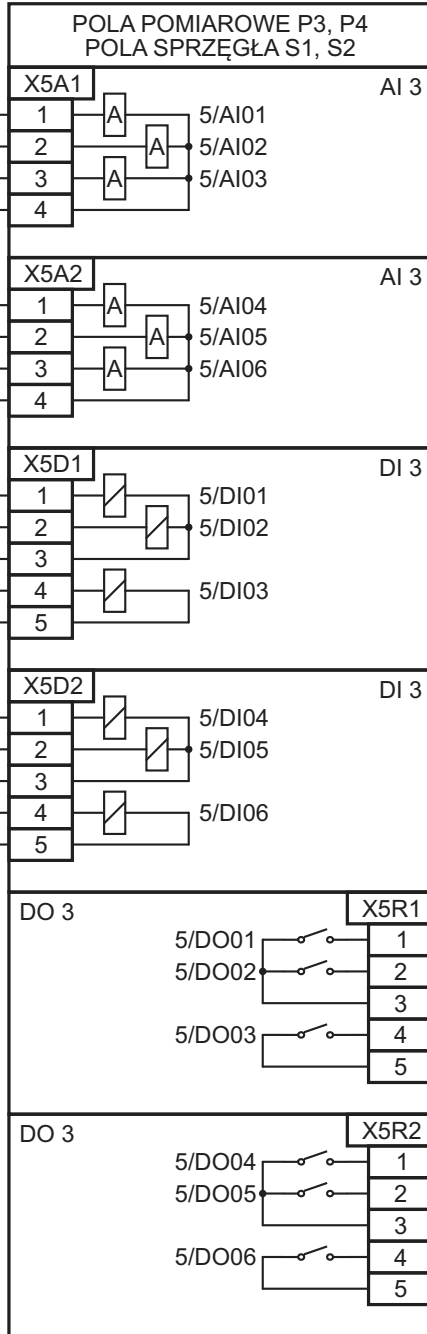 POLA POMIAROWE P3, P4
POLA SPRZĘGŁA S1, S2
X5A1 AI 3
1 A 5/AI01
2 A 5/AI02
3 A 5/AI03
4
X5A2 AI 3
1 A 5/AI04
2 A 5/AI05
3 A 5/AI06
4
X5D1 DI 3
1 5/DI01
2 5/DI02
3
4 5/DI03
5
X5D2 DI 3
1 5/DI04
2 5/DI05
3
4 5/DI06
5
DO 3 X5R1
5/DO01 1
5/DO02 2
3
5/DO03 4
5
DO 3 X5R2
5/DO04 1
5/DO05 2
3
5/DO06 4
5